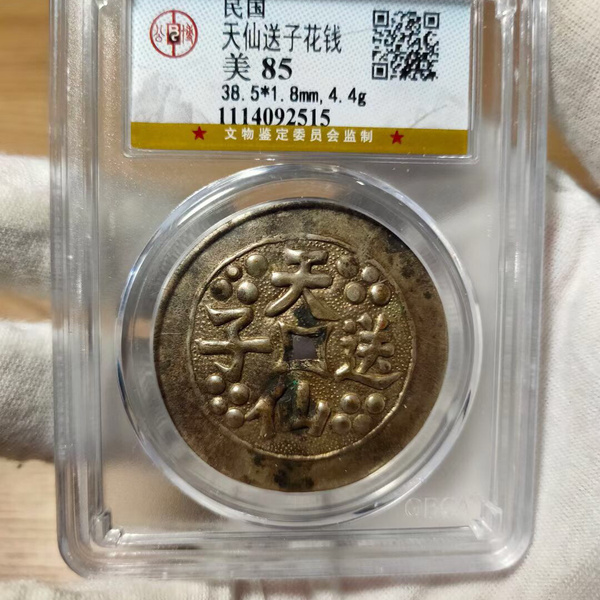 民国
天仙送子花钱
美 85
38.5*1.8mm, 4.4g
1114092515
文物鉴定委员会监制
天仙送子